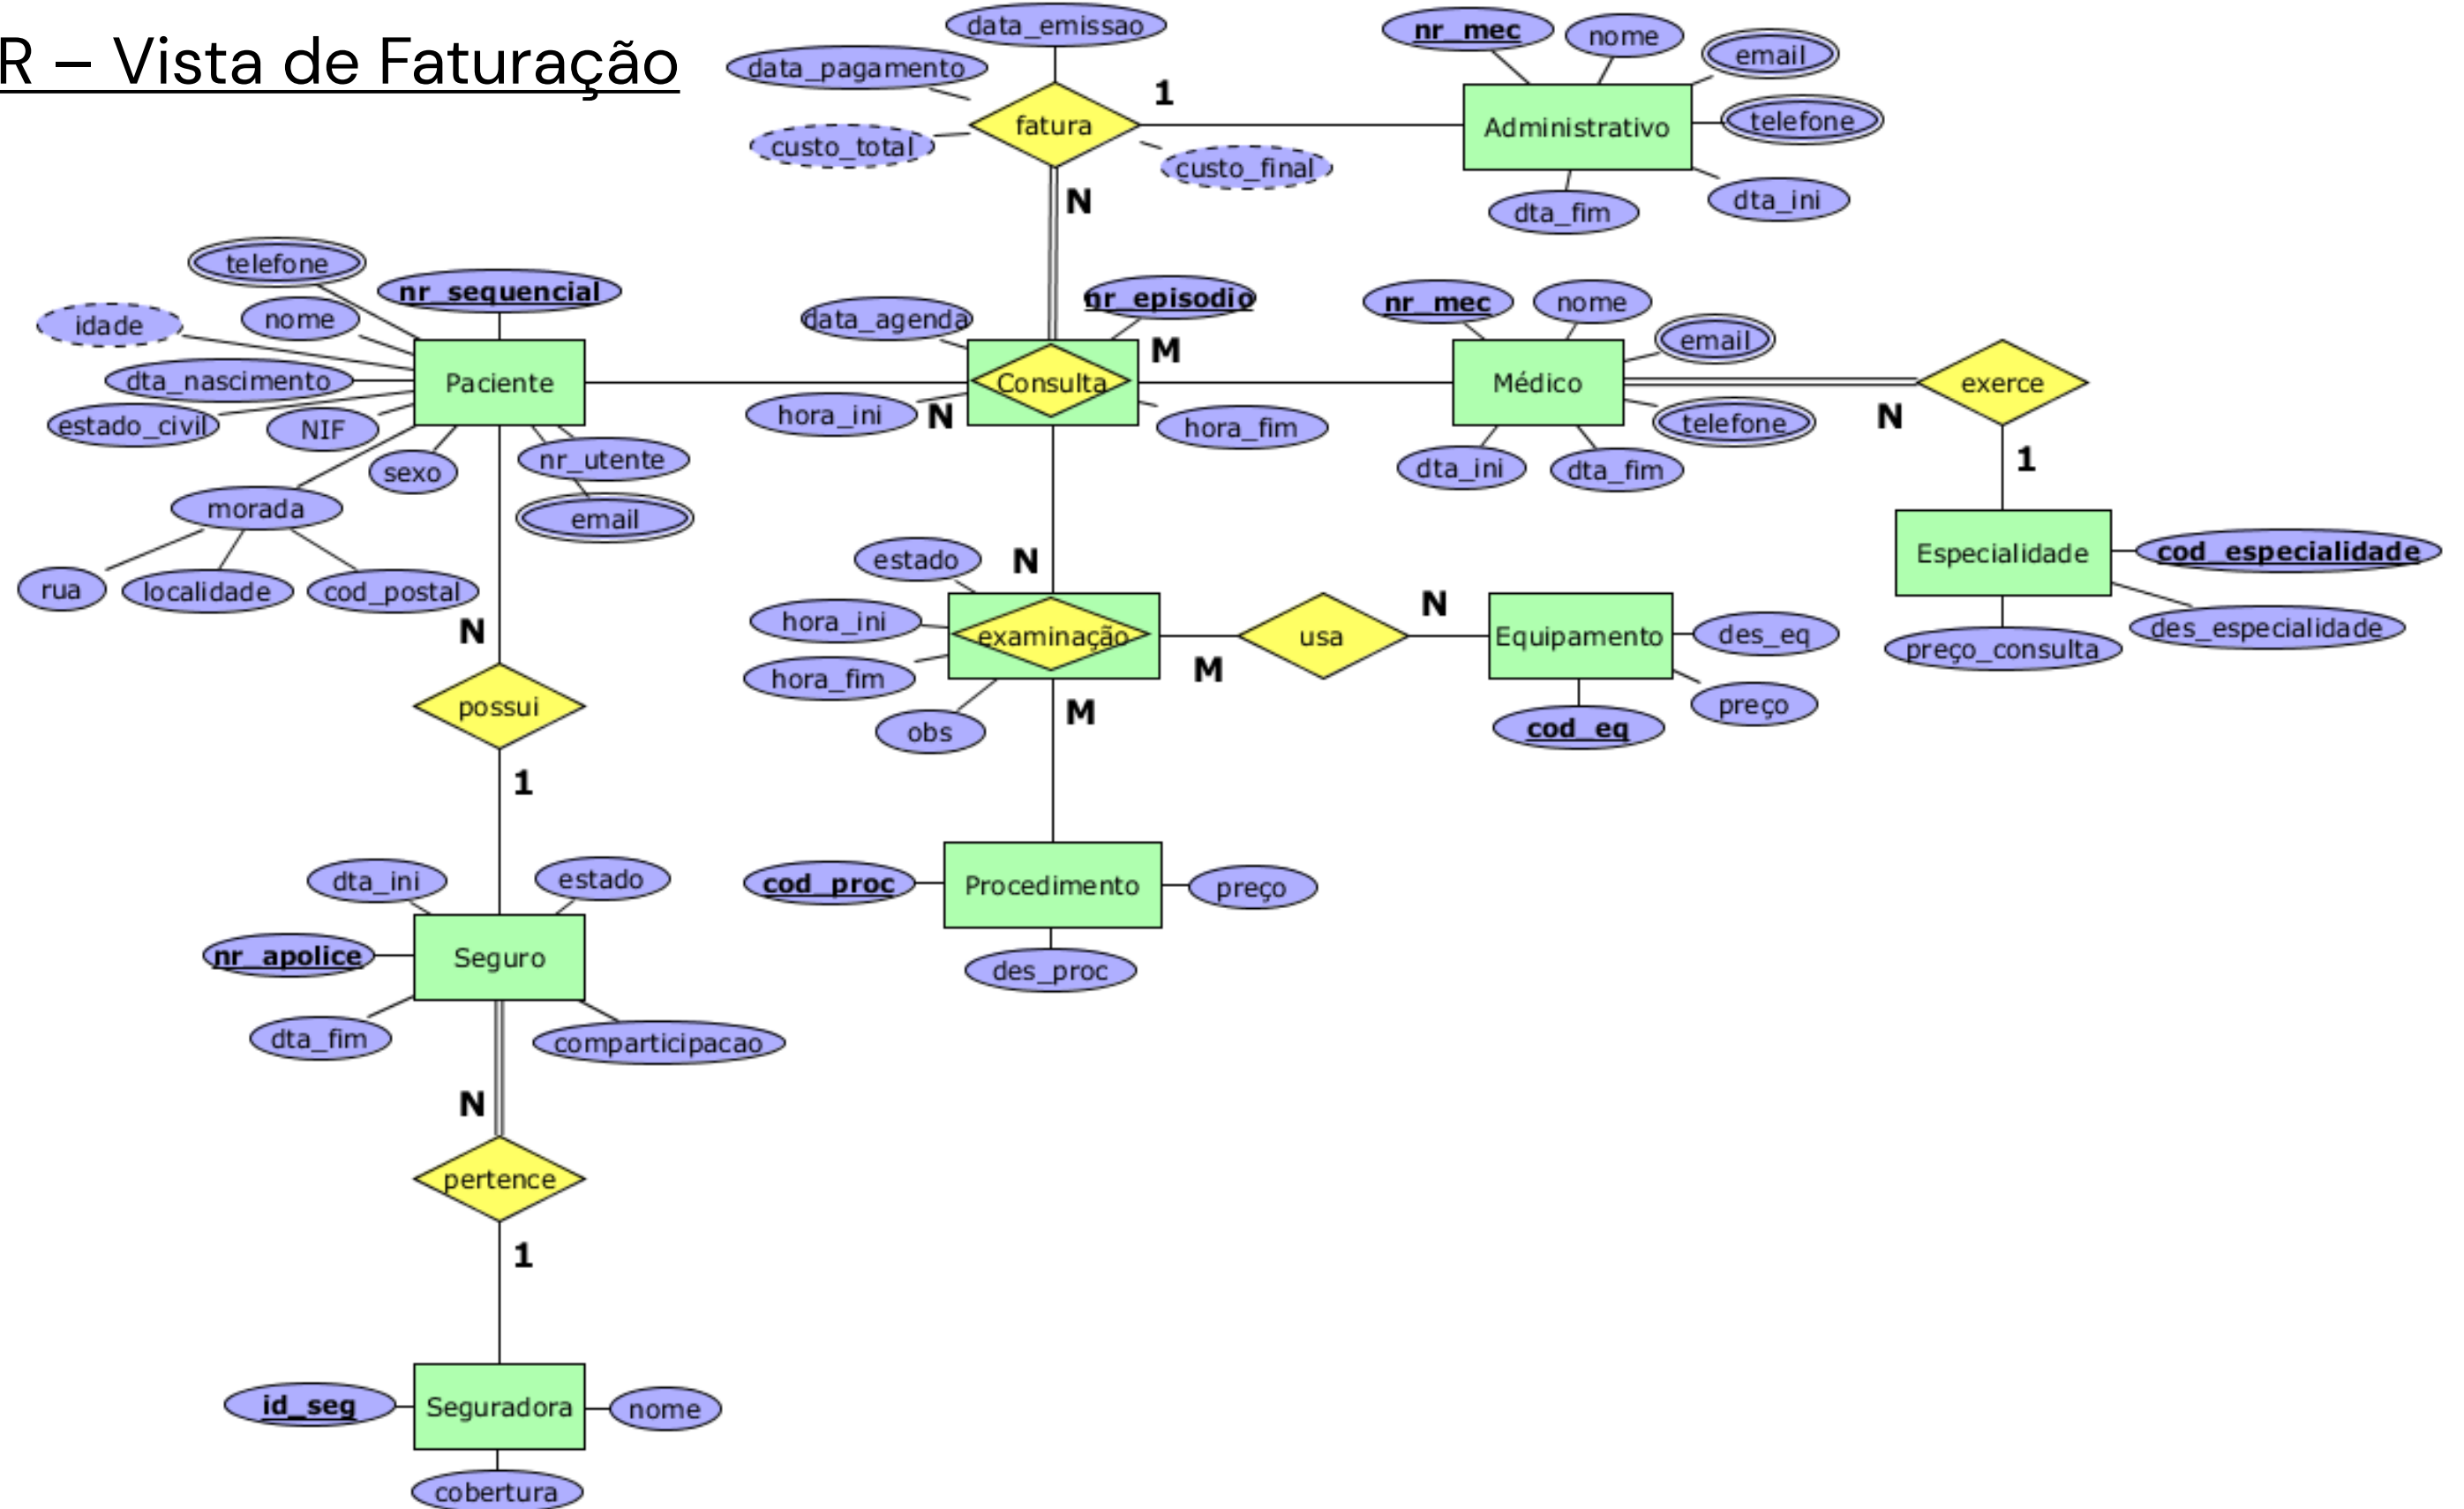 R – Vista de Faturação
data_emissao
nr_mec
nome
email
data_pagamento
1
fatura
Administrativo
telefone
custo_total
custo_final
N
dta_fim
dta_ini
telefone
nr_sequencial
idade
nome
data_agenda
nr_episodio
nr_mec
nome
email
M
dta_nascimento
Paciente
Consulta
Médico
exerce
estado_civil
NIF
hora_ini
N
hora_fim
telefone
N
sexo
nr_utente
dta_ini
dta_fim
1
morada
email
estado
N
Especialidade
cod_especialidade
rua
localidade
cod_postal
hora_ini
N
des_especialidade
N
examinação
usa
Equipamento
des_eq
preço_consulta
hora_fim
M
preço
possui
obs
M
cod_eq
1
dta_ini
estado
cod_proc
Procedimento
preço
nr_apolice
Seguro
des_proc
dta_fim
comparticipacao
N
pertence
1
id_seg
Seguradora
nome
cobertura